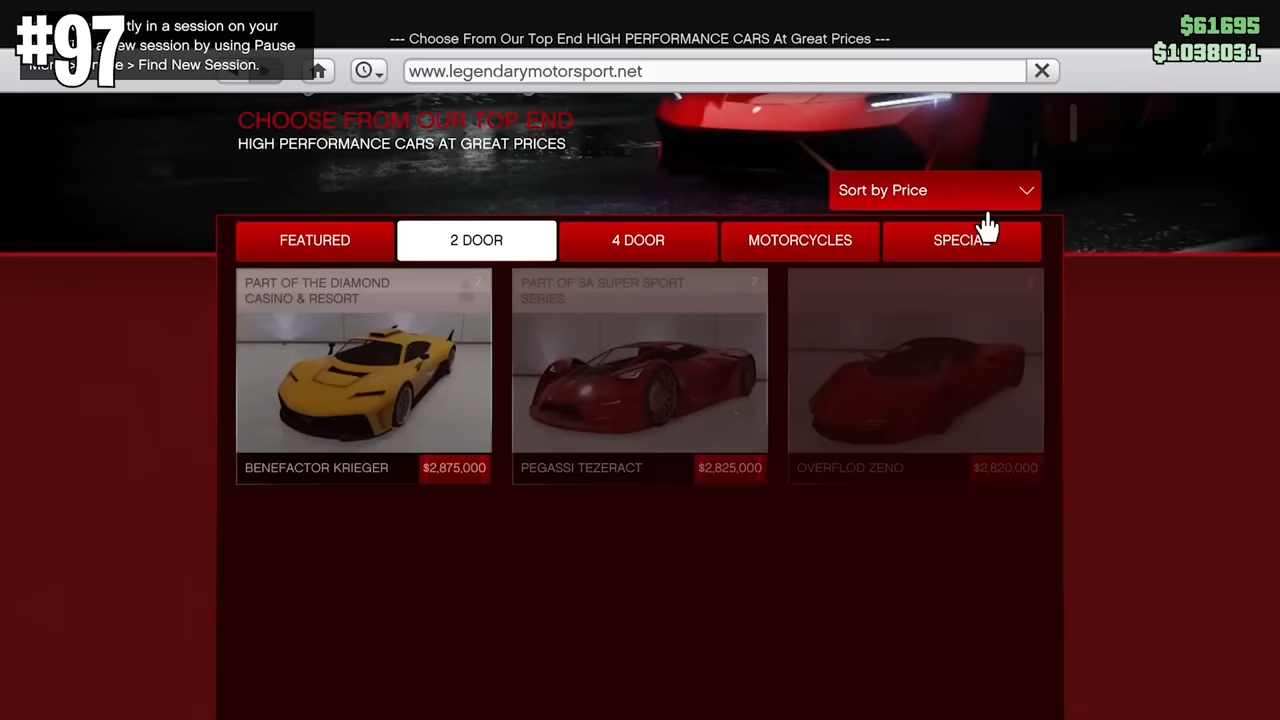 #97
tly in a session on your
ew session by using Pause
> Find New Session.
--- Choose From Our Top End HIGH PERFORMANCE CARS At Great Prices ---
$61695
$1038031
www.legendarymotorsport.net
CHOOSE FROM OUR TOP END
HIGH PERFORMANCE CARS AT GREAT PRICES
Sort by Price
FEATURED
2 DOOR
4 DOOR
MOTORCYCLES
SPECIAL
PART OF THE DIAMOND
CASINO & RESORT
2
PART OF SA SUPER SPORT
SERIES
2
BENEFACTOR KRIEGER
$2,875,000
PEGASSI TEZERACT
$2,825,000
OVERFLOD ZENO
$2,820,000